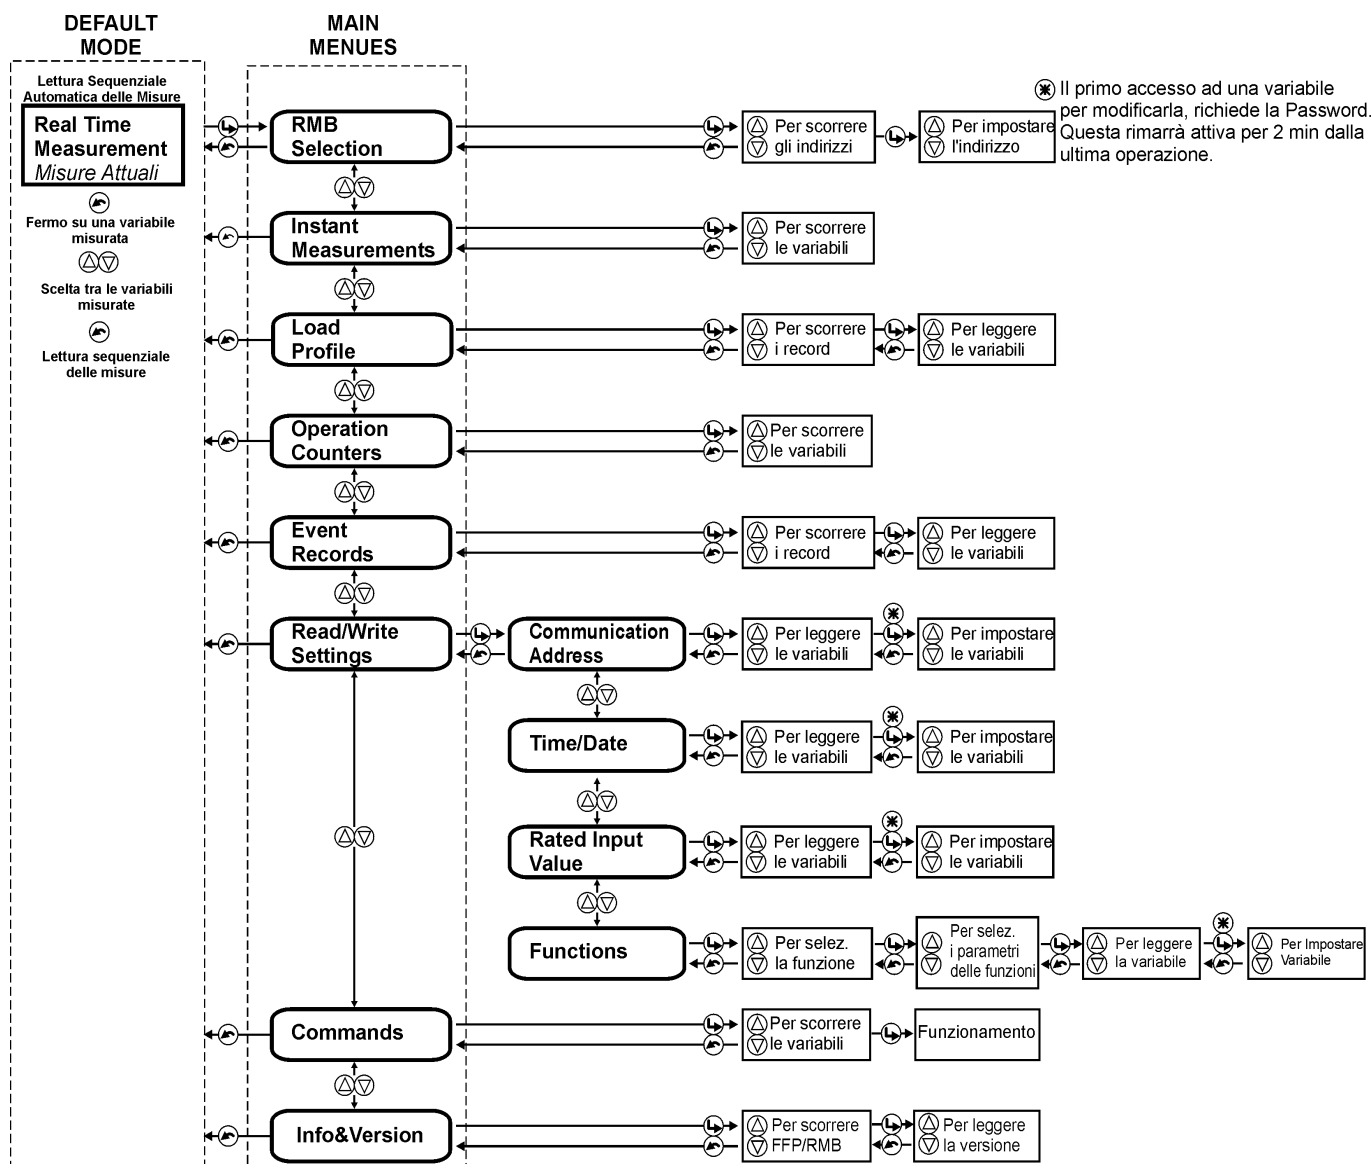 DEFAULT
MODE
MAIN
MENUES
Lettura Sequenziale
Automatica delle Misure
Real Time
Measurement
Misure Attuali
Fermo su una variabile
misurata
Scelta tra le variabili
misurate
Lettura sequenziale
delle misure
RMB
Selection
Per scorrere
gli indirizzi
Per impostare
l'indirizzo
Il primo accesso ad una variabile
per modificarla, richiede la Password.
Questa rimarrà attiva per 2 min dalla
ultima operazione.
Instant
Measurements
Per scorrere
le variabili
Load
Profile
Per scorrere
i record
Per leggere
le variabili
Operation
Counters
Per scorrere
le variabili
Event
Records
Per scorrere
i record
Per leggere
le variabili
Read/Write
Settings
Communication
Address
Per leggere
le variabili
Per impostare
le variabili
Time/Date
Per leggere
le variabili
Per impostare
le variabili
Rated Input
Value
Per leggere
le variabili
Per impostare
le variabili
Functions
Per selez.
la funzione
Per selez.
i parametri
delle funzioni
Per leggere
la variabile
Per Impostare
Variabile
Commands
Per scorrere
le variabili
Funzionamento
Info&Version
Per scorrere
FFP/RMB
Per leggere
la versione